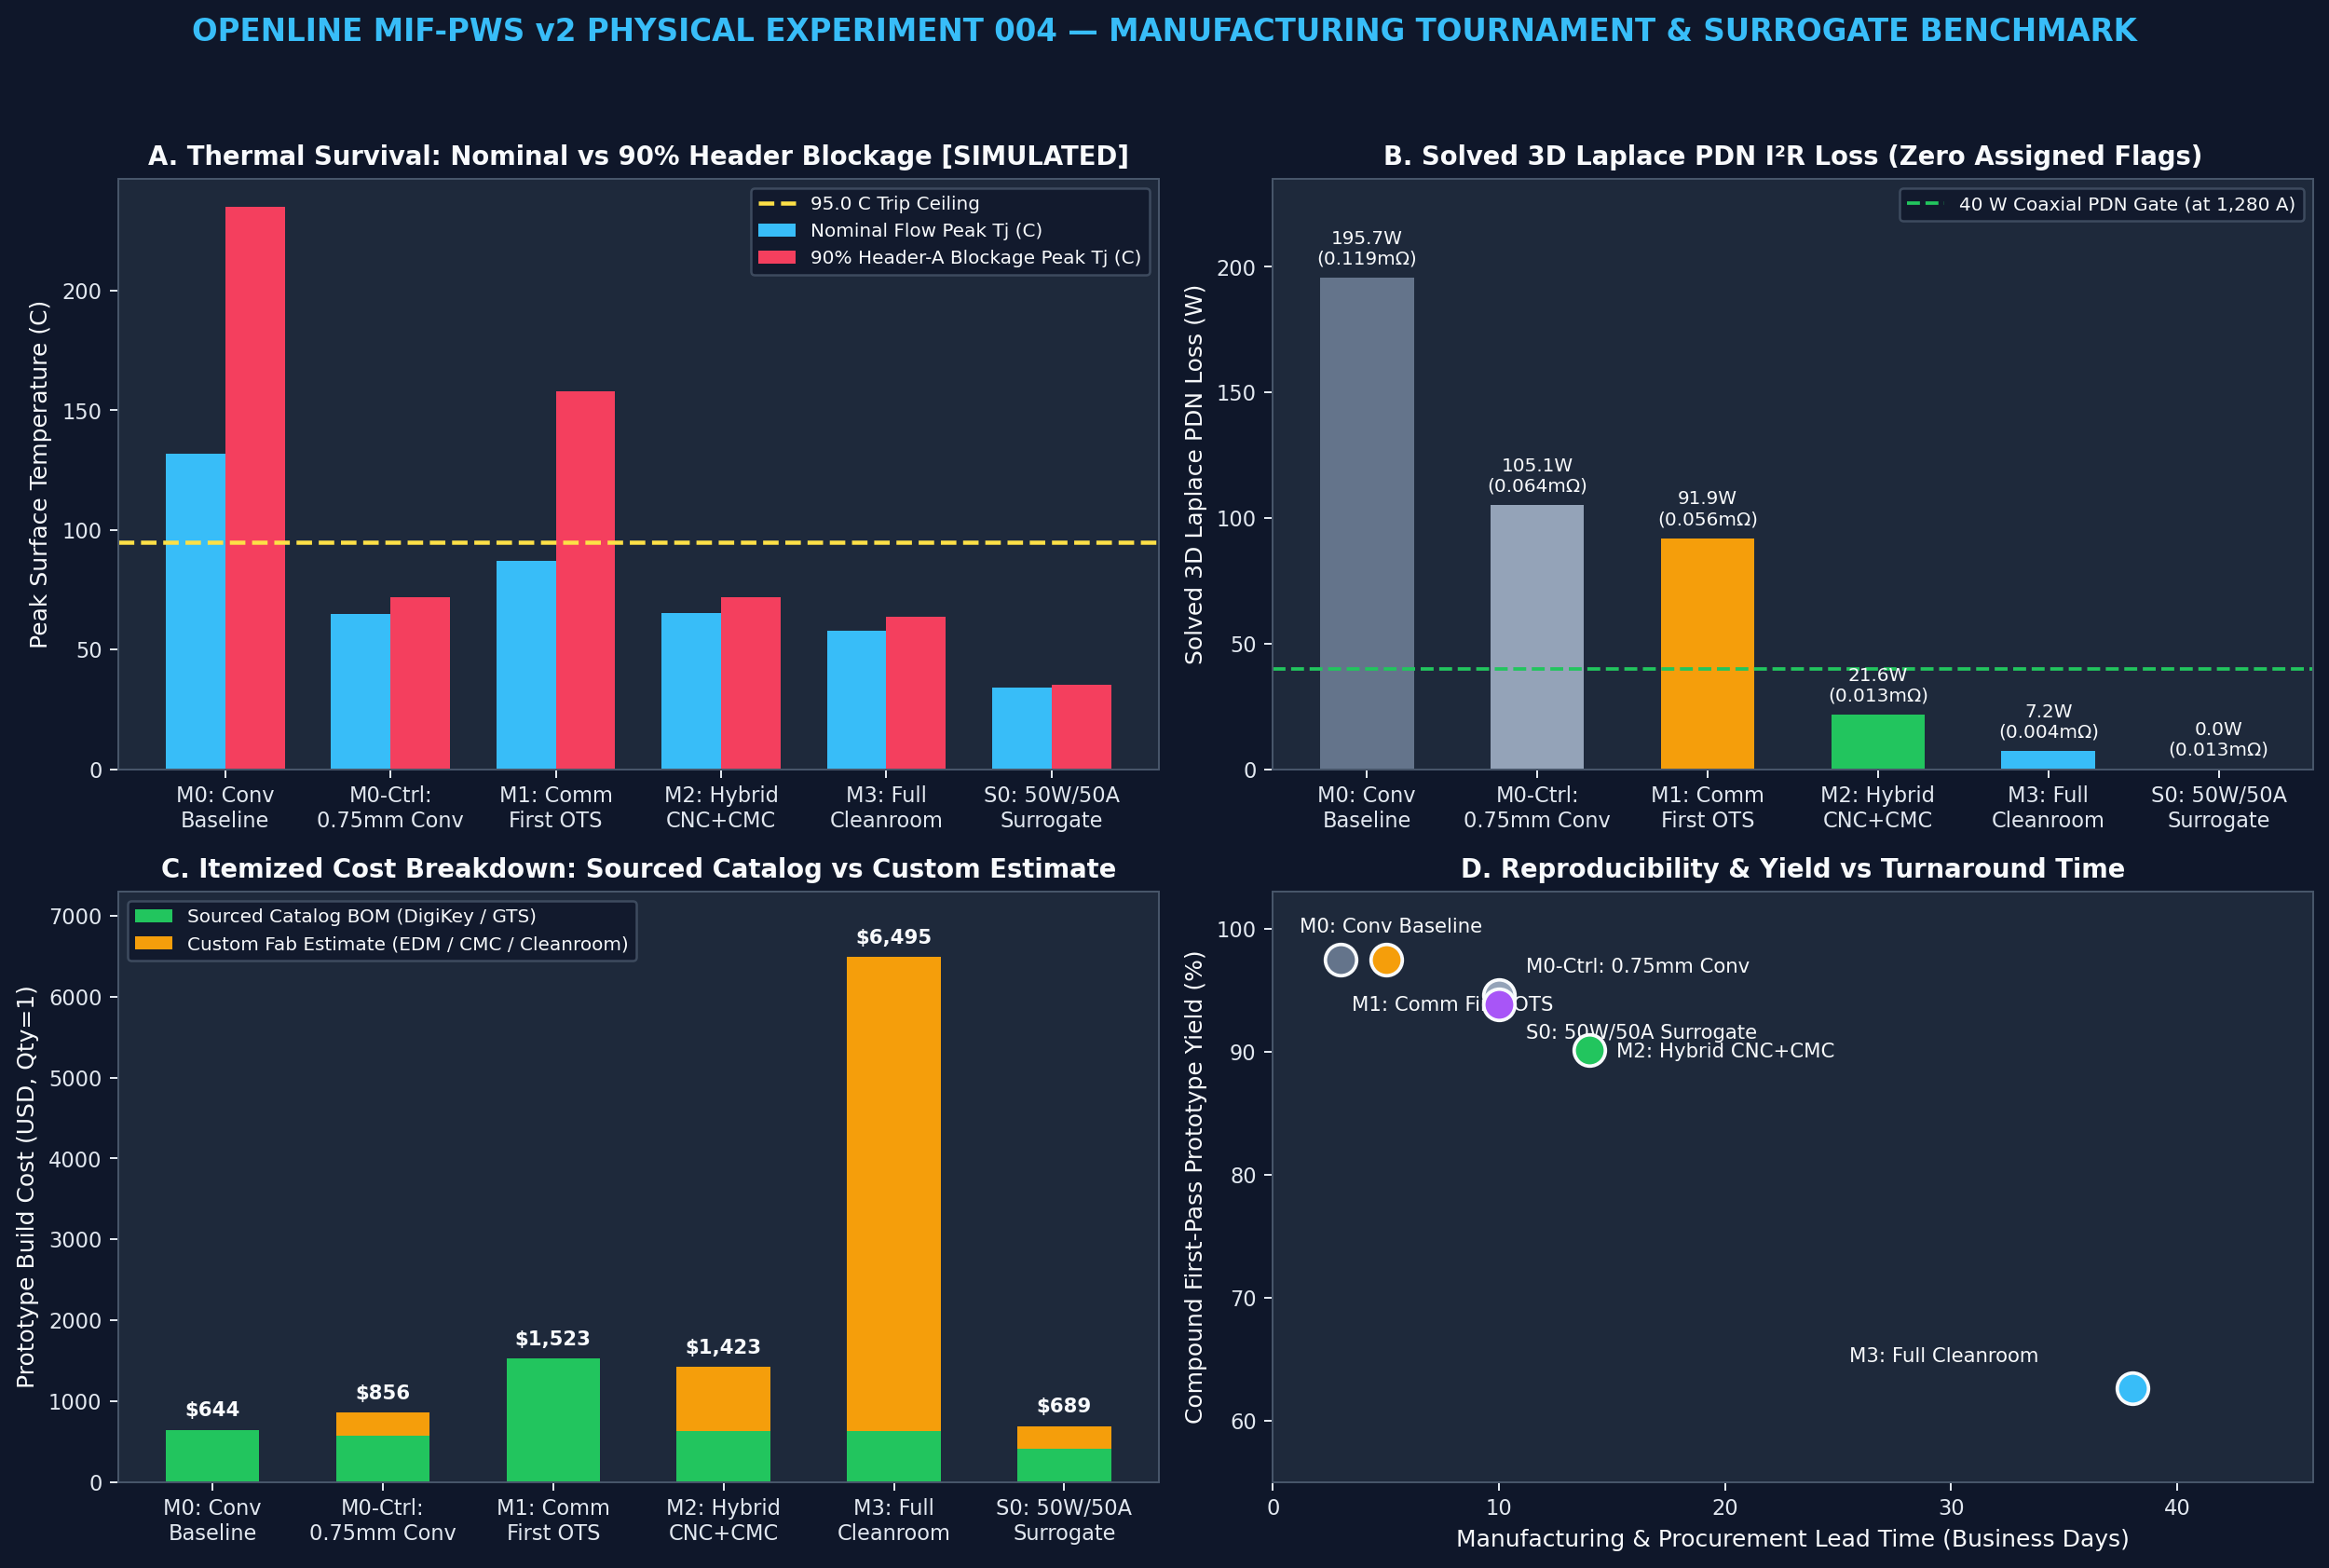 OPENLINE MIF-PWS v2 PHYSICAL EXPERIMENT 004 — MANUFACTURING TOURNAMENT & SURROGATE BENCHMARK
A. Thermal Survival: Nominal vs 90% Header Blockage [SIMULATED]
95.0 C Trip Ceiling
Nominal Flow Peak Tj (C)
90% Header-A Blockage Peak Tj (C)
Peak Surface Temperature (C)
200
150
100
50
0
M0: Conv
Baseline
M0-Ctrl:
0.75mm Conv
M1: Comm
First OTS
M2: Hybrid
CNC+CMC
M3: Full
Cleanroom
S0: 50W/50A
Surrogate
B. Solved 3D Laplace PDN I²R Loss (Zero Assigned Flags)
40 W Coaxial PDN Gate (at 1,280 A)
Solved 3D Laplace PDN Loss (W)
200
150
100
50
0
195.7W
(0.119mΩ)
105.1W
(0.064mΩ)
91.9W
(0.056mΩ)
21.6W
(0.013mΩ)
7.2W
(0.004mΩ)
0.0W
(0.013mΩ)
M0: Conv
Baseline
M0-Ctrl:
0.75mm Conv
M1: Comm
First OTS
M2: Hybrid
CNC+CMC
M3: Full
Cleanroom
S0: 50W/50A
Surrogate
C. Itemized Cost Breakdown: Sourced Catalog vs Custom Estimate
Sourced Catalog BOM (DigiKey / GTS)
Custom Fab Estimate (EDM / CMC / Cleanroom)
Prototype Build Cost (USD, Qty=1)
7000
6000
5000
4000
3000
2000
1000
0
$644
$856
$1,523
$1,423
$6,495
$689
M0: Conv
Baseline
M0-Ctrl:
0.75mm Conv
M1: Comm
First OTS
M2: Hybrid
CNC+CMC
M3: Full
Cleanroom
S0: 50W/50A
Surrogate
D. Reproducibility & Yield vs Turnaround Time
Compound First-Pass Prototype Yield (%)
100
90
80
70
60
M0: Conv Baseline
M0-Ctrl: 0.75mm Conv
M1: Comm First OTS
S0: 50W/50A Surrogate
M2: Hybrid CNC+CMC
M3: Full Cleanroom
0
10
20
30
40
Manufacturing & Procurement Lead Time (Business Days)